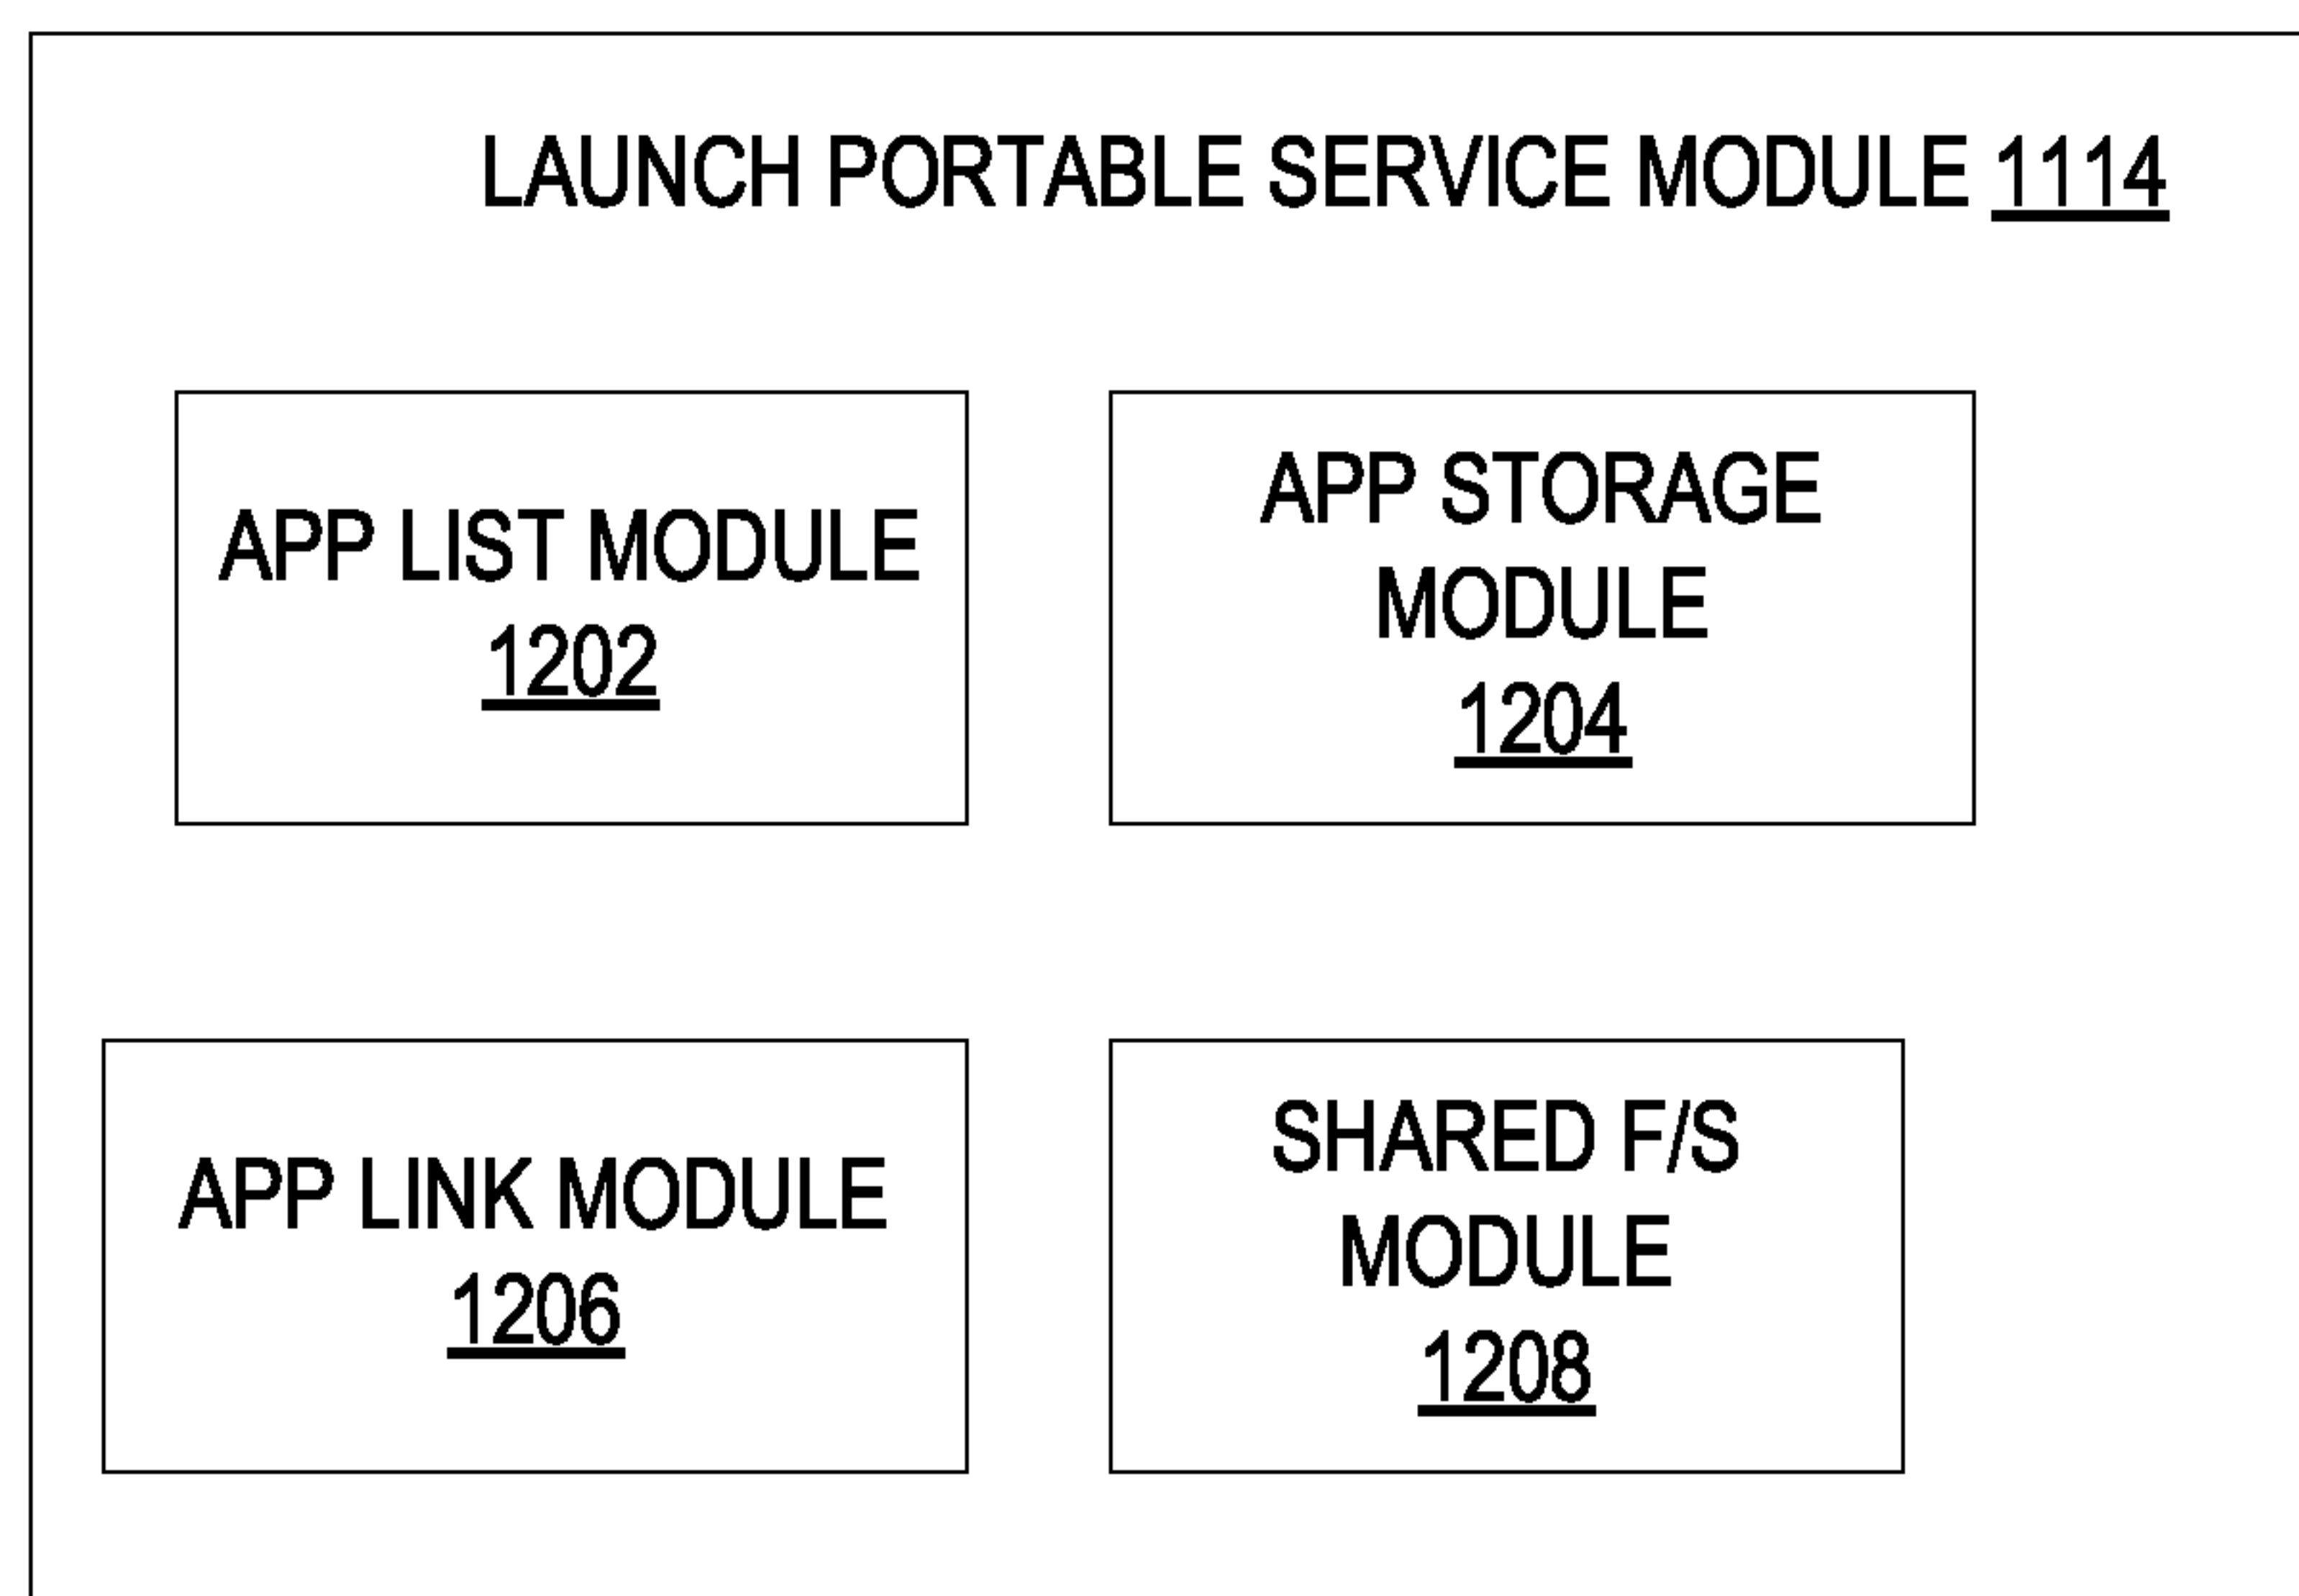 LAUNCH PORTABLE SERVICE MODULE 1114
APP LIST MODULE
1202
APP STORAGE
MODULE
1204
APP LINK MODULE
1206
SHARED F/S
MODULE
1208